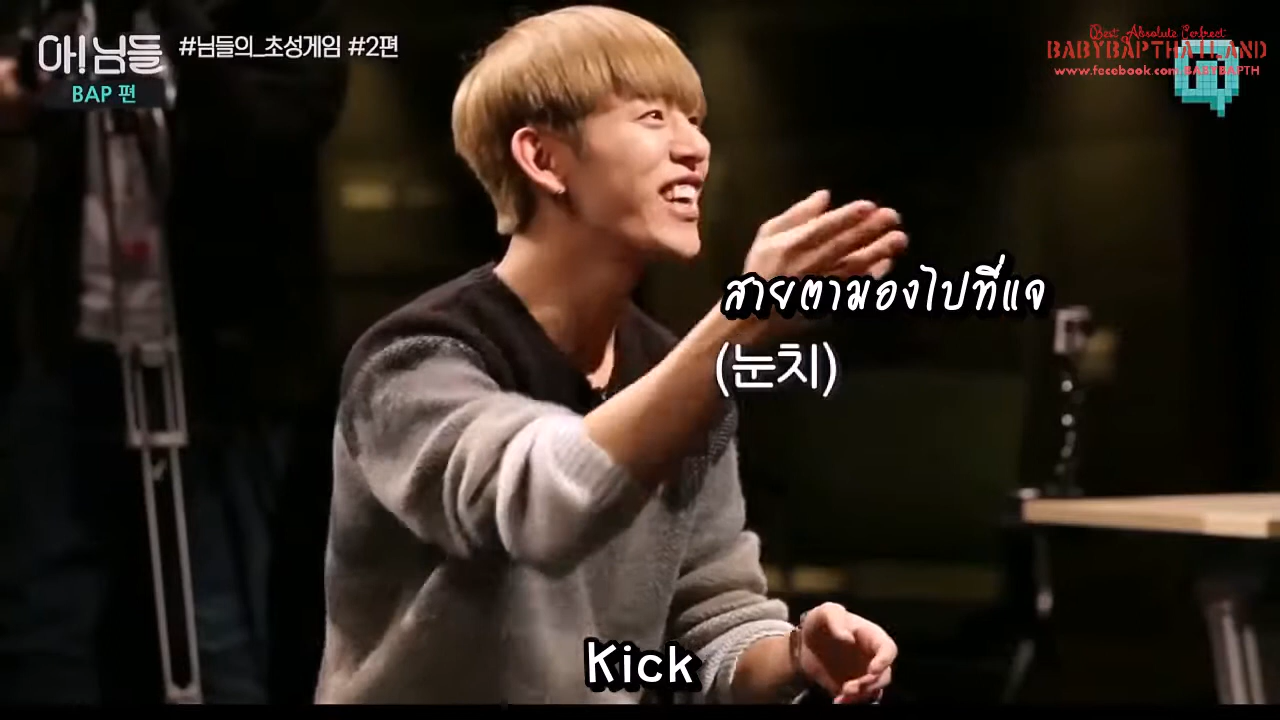 아!님들
BAP 편
#님들의_초성게임 #2편
Best Absolute Perfect
BABYBAPTHAILAND
www.facebook.com/BABYBAPTH
สายตามองไปที่แจ
(눈치)
Kick